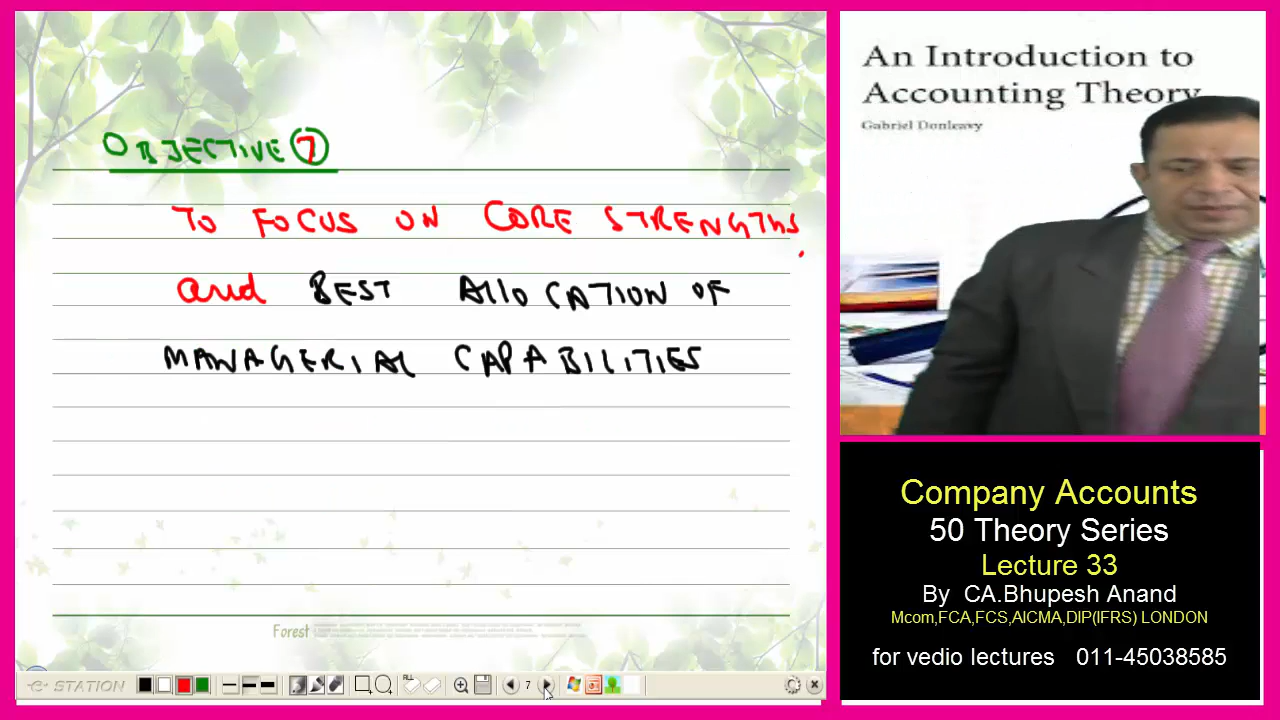 OBJECTIVE 7
TO FOCUS ON CORE STRENGTHS.
and BEST AllOCATION OF
MANAGERIAL CAPABILITIES
Forest
e-STATION
ALL
7
An Introduction to
Accounting Theory
Gabriel Donleavy
Company Accounts
50 Theory Series
Lecture 33
By CA.Bhupesh Anand
Mcom,FCA,FCS,AICMA,DIP(IFRS) LONDON
for vedio lectures 011-45038585